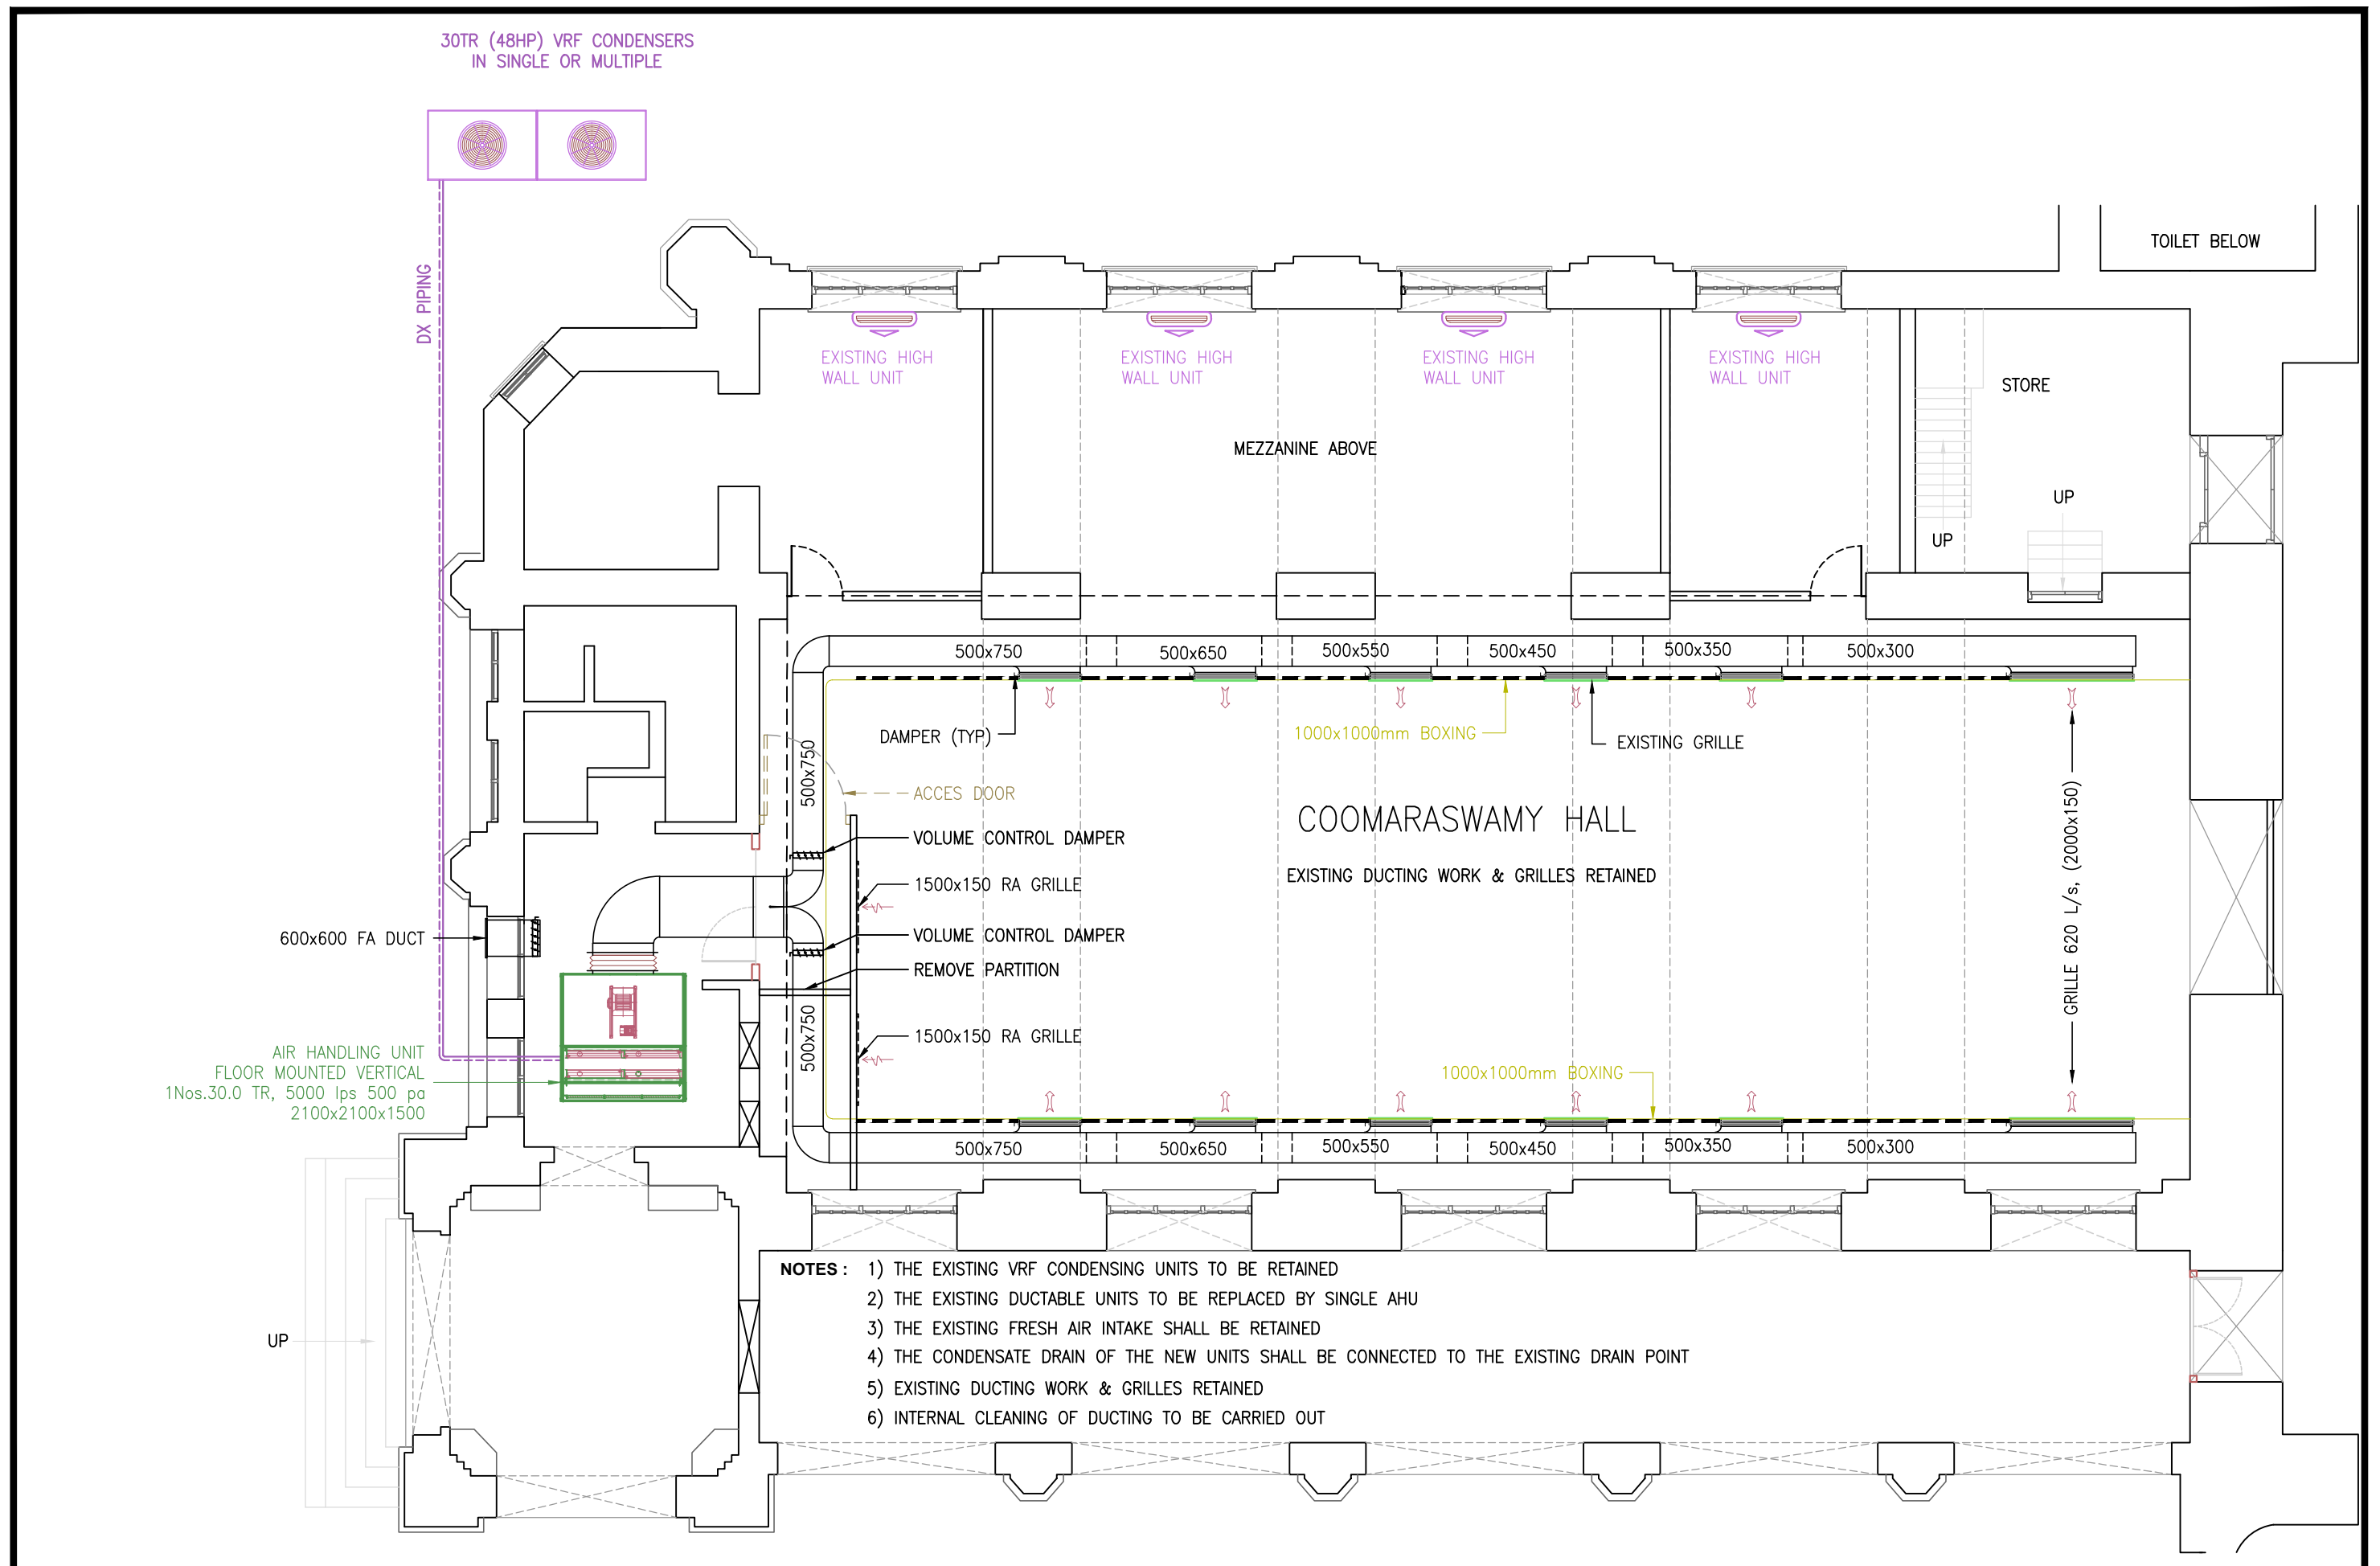 30TR (48HP) VRF CONDENSERS
IN SINGLE OR MULTIPLE
DX PIPING
TOILET BELOW
EXISTING HIGH
WALL UNIT
EXISTING HIGH
WALL UNIT
EXISTING HIGH
WALL UNIT
EXISTING HIGH
WALL UNIT
STORE
MEZZANINE ABOVE
UP
UP
500x750
500x650
500x550
500x450
500x350
500x300
DAMPER (TYP)
1000x1000mm BOXING
EXISTING GRILLE
500x750
ACCES DOOR
COOMARASWAMY HALL
VOLUME CONTROL DAMPER
EXISTING DUCTING WORK & GRILLES RETAINED
1500x150 RA GRILLE
GRILLE 620 L/s, (2000x150)
600x600 FA DUCT
VOLUME CONTROL DAMPER
REMOVE PARTITION
500x750
1500x150 RA GRILLE
AIR HANDLING UNIT
FLOOR MOUNTED VERTICAL
1Nos.30.0 TR, 5000 lps 500 pa
2100x2100x1500
1000x1000mm BOXING
500x750
500x650
500x550
500x450
500x350
500x300
UP
NOTES : 1) THE EXISTING VRF CONDENSING UNITS TO BE RETAINED
2) THE EXISTING DUCTABLE UNITS TO BE REPLACED BY SINGLE AHU
3) THE EXISTING FRESH AIR INTAKE SHALL BE RETAINED
4) THE CONDENSATE DRAIN OF THE NEW UNITS SHALL BE CONNECTED TO THE EXISTING DRAIN POINT
5) EXISTING DUCTING WORK & GRILLES RETAINED
6) INTERNAL CLEANING OF DUCTING TO BE CARRIED OUT